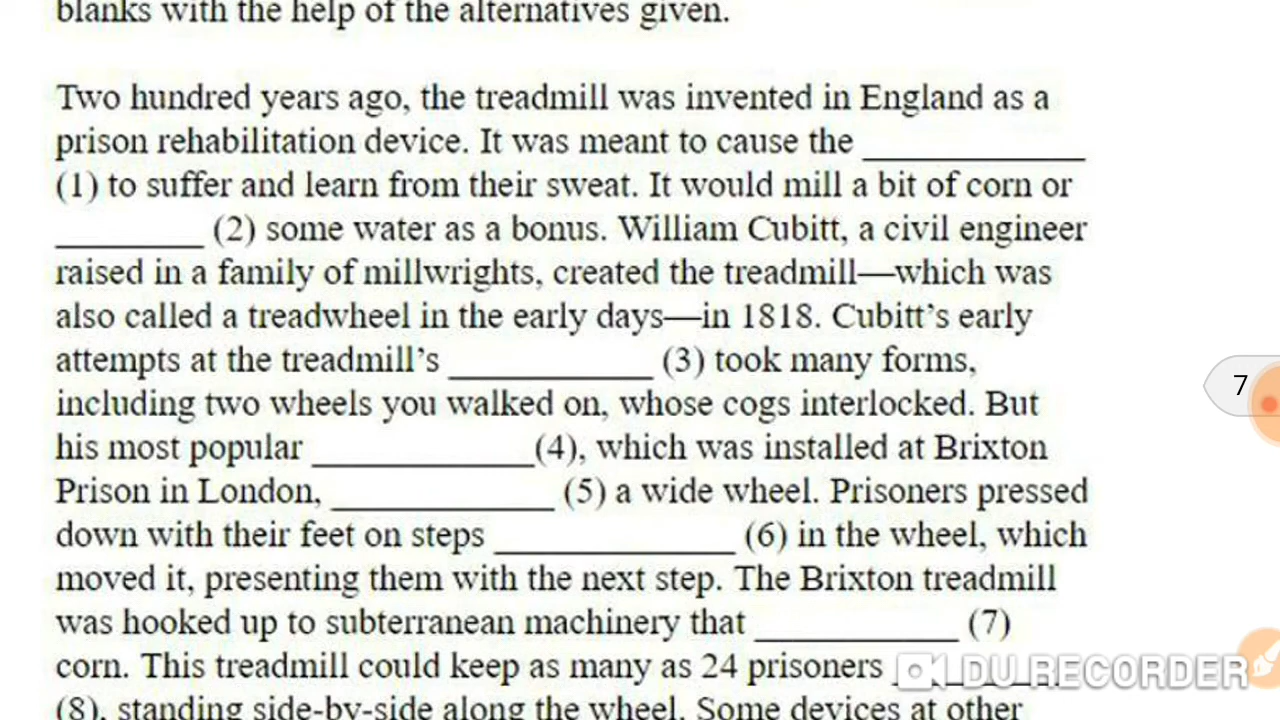 blanks with the help of the alternatives given.
Two hundred years ago, the treadmill was invented in England as a
prison rehabilitation device. It was meant to cause the ____________
(1) to suffer and learn from their sweat. It would mill a bit of corn or
________ (2) some water as a bonus. William Cubitt, a civil engineer
raised in a family of millwrights, created the treadmill—which was
also called a treadwheel in the early days—in 1818. Cubitt’s early
attempts at the treadmill’s ___________ (3) took many forms,
including two wheels you walked on, whose cogs interlocked. But
his most popular ____________(4), which was installed at Brixton
Prison in London, ____________ (5) a wide wheel. Prisoners pressed
down with their feet on steps _____________ (6) in the wheel, which
moved it, presenting them with the next step. The Brixton treadmill
was hooked up to subterranean machinery that ___________ (7)
corn. This treadmill could keep as many as 24 prisoners _________
(8), standing side-by-side along the wheel. Some devices at other
7
DU RECORDER